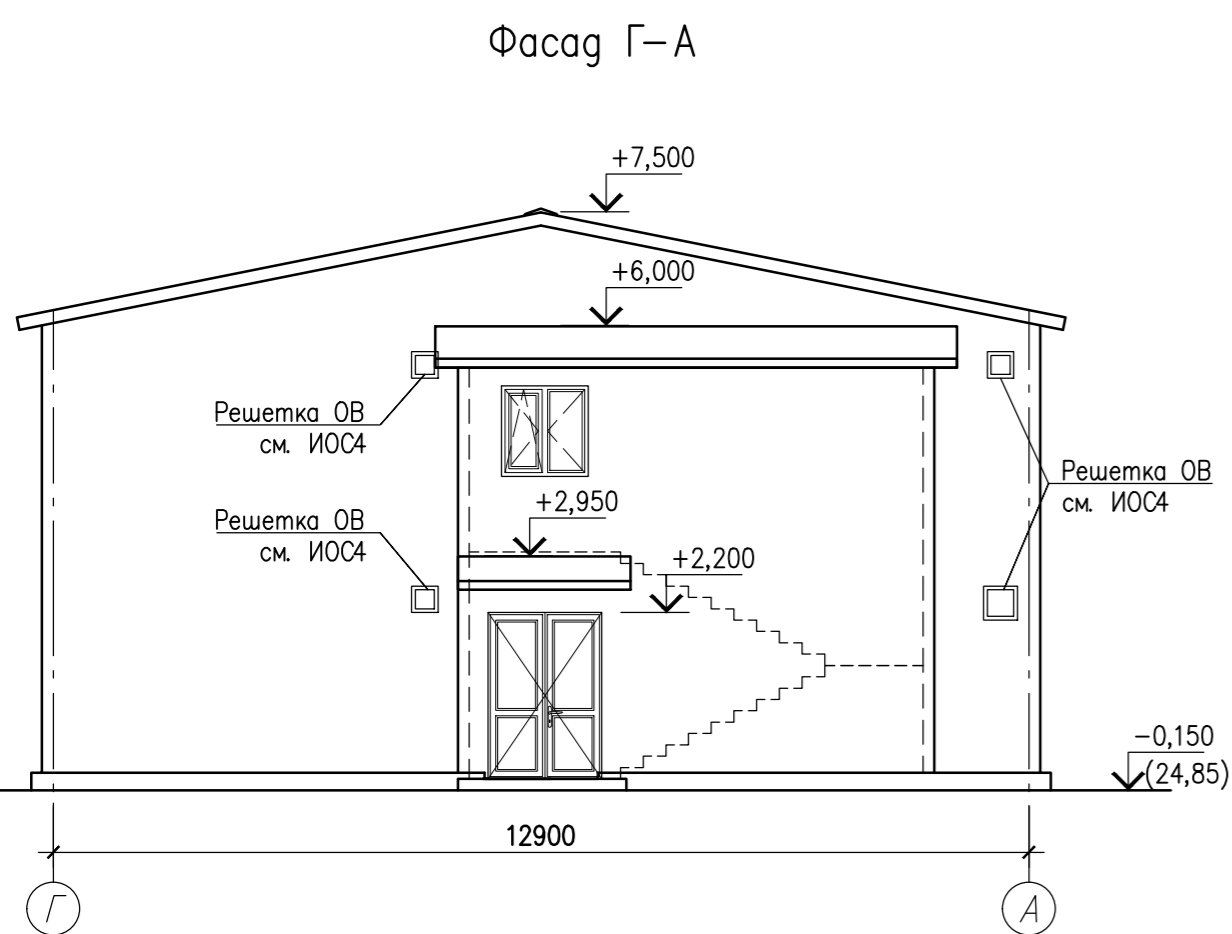 Фасад Г-А
+7,500
+6,000
Решетка ОВ
см. ИОС4
Решетка ОВ
см. ИОС4
+2,950
Решетка ОВ
см. ИОС4
+2,200
-0,150
(24,85)
12900
Г
А